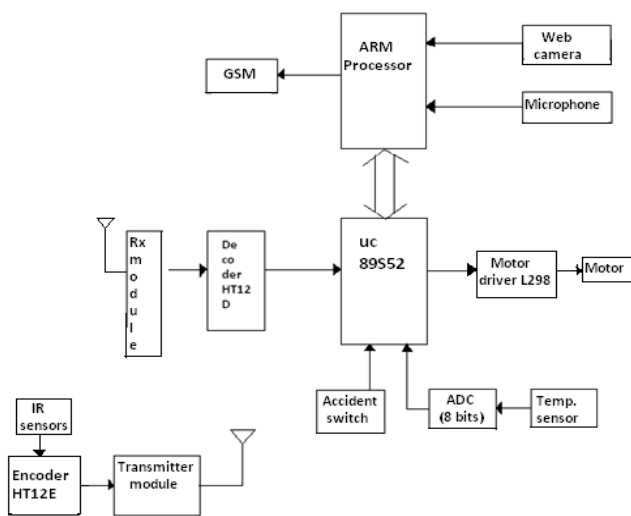 ARM
Processor
Web
camera
GSM
Microphone
Rx
m
o
d
u
l
e
De
co
der
HT12
D
uc
89S52
Motor
driver L298
Motor
Accident
switch
ADC
(8 bits)
Temp.
sensor
IR
sensors
Encoder
HT12E
Transmitter
module